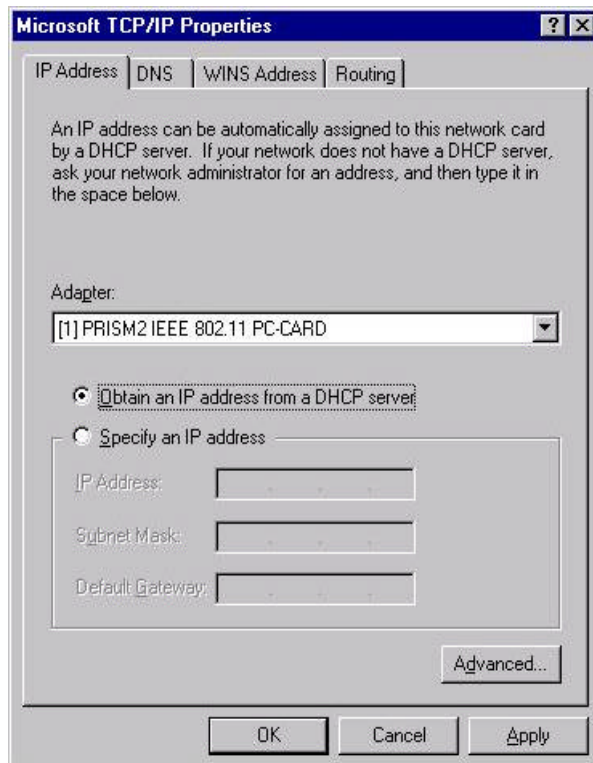 Microsoft TCP/IP Properties
IP Address DNS WINS Address Routing
An IP address can be automatically assigned to this network card
by a DHCP server. If your network does not have a DHCP server,
ask your network administrator for an address, and then type it in
the space below.
Adapter:
[1] PRISM2 IEEE 802.11 PC-CARD
Obtain an IP address from a DHCP server
Specify an IP address
IP Address:
Subnet Mask:
Default Gateway:
Advanced...
OK Cancel Apply